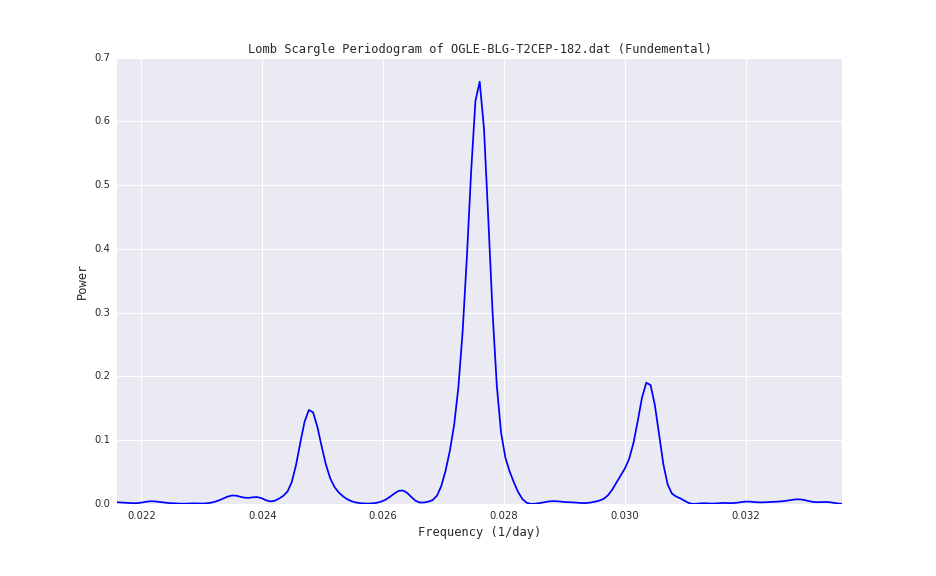 Lomb Scargle Periodogram of OGLE-BLG-T2CEP-182.dat (Fundemental)
0.7
0.6
0.5
0.4
0.3
0.2
0.1
0.0
Power
0.022 0.024 0.026 0.028 0.030 0.032
Frequency (1/day)